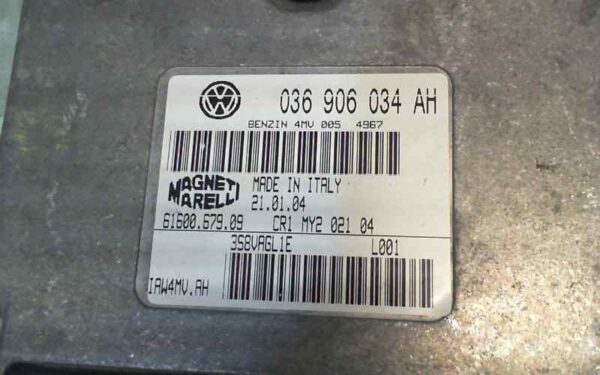 036 906 034 AH
BENZIN 4MV 005 4967
MAGNETI MARELLI
MADE IN ITALY
21.01.04
61600.679.09 CR1 MY2 021 04
3S8VAGL1E L001
IAW4MV.AH